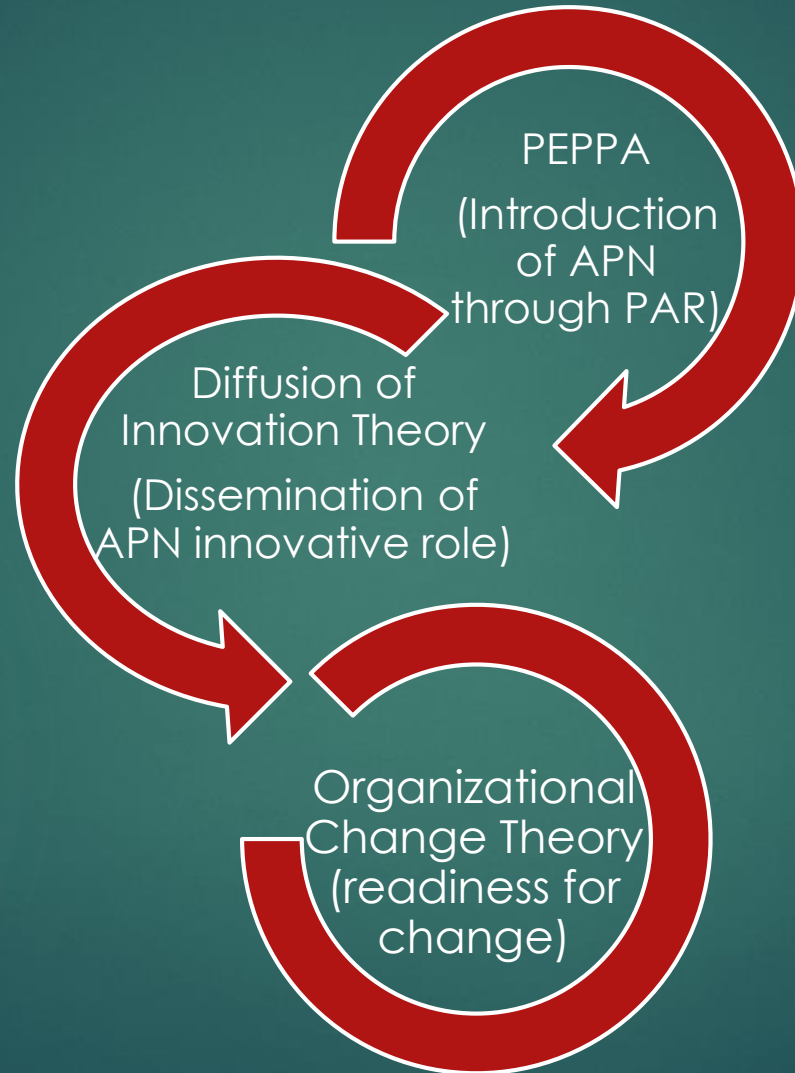 PEPPA
(Introduction
of APN
through PAR)
Diffusion of
Innovation Theory
(Dissemination of
APN innovative role)
Organizational
Change Theory
(readiness for
change)